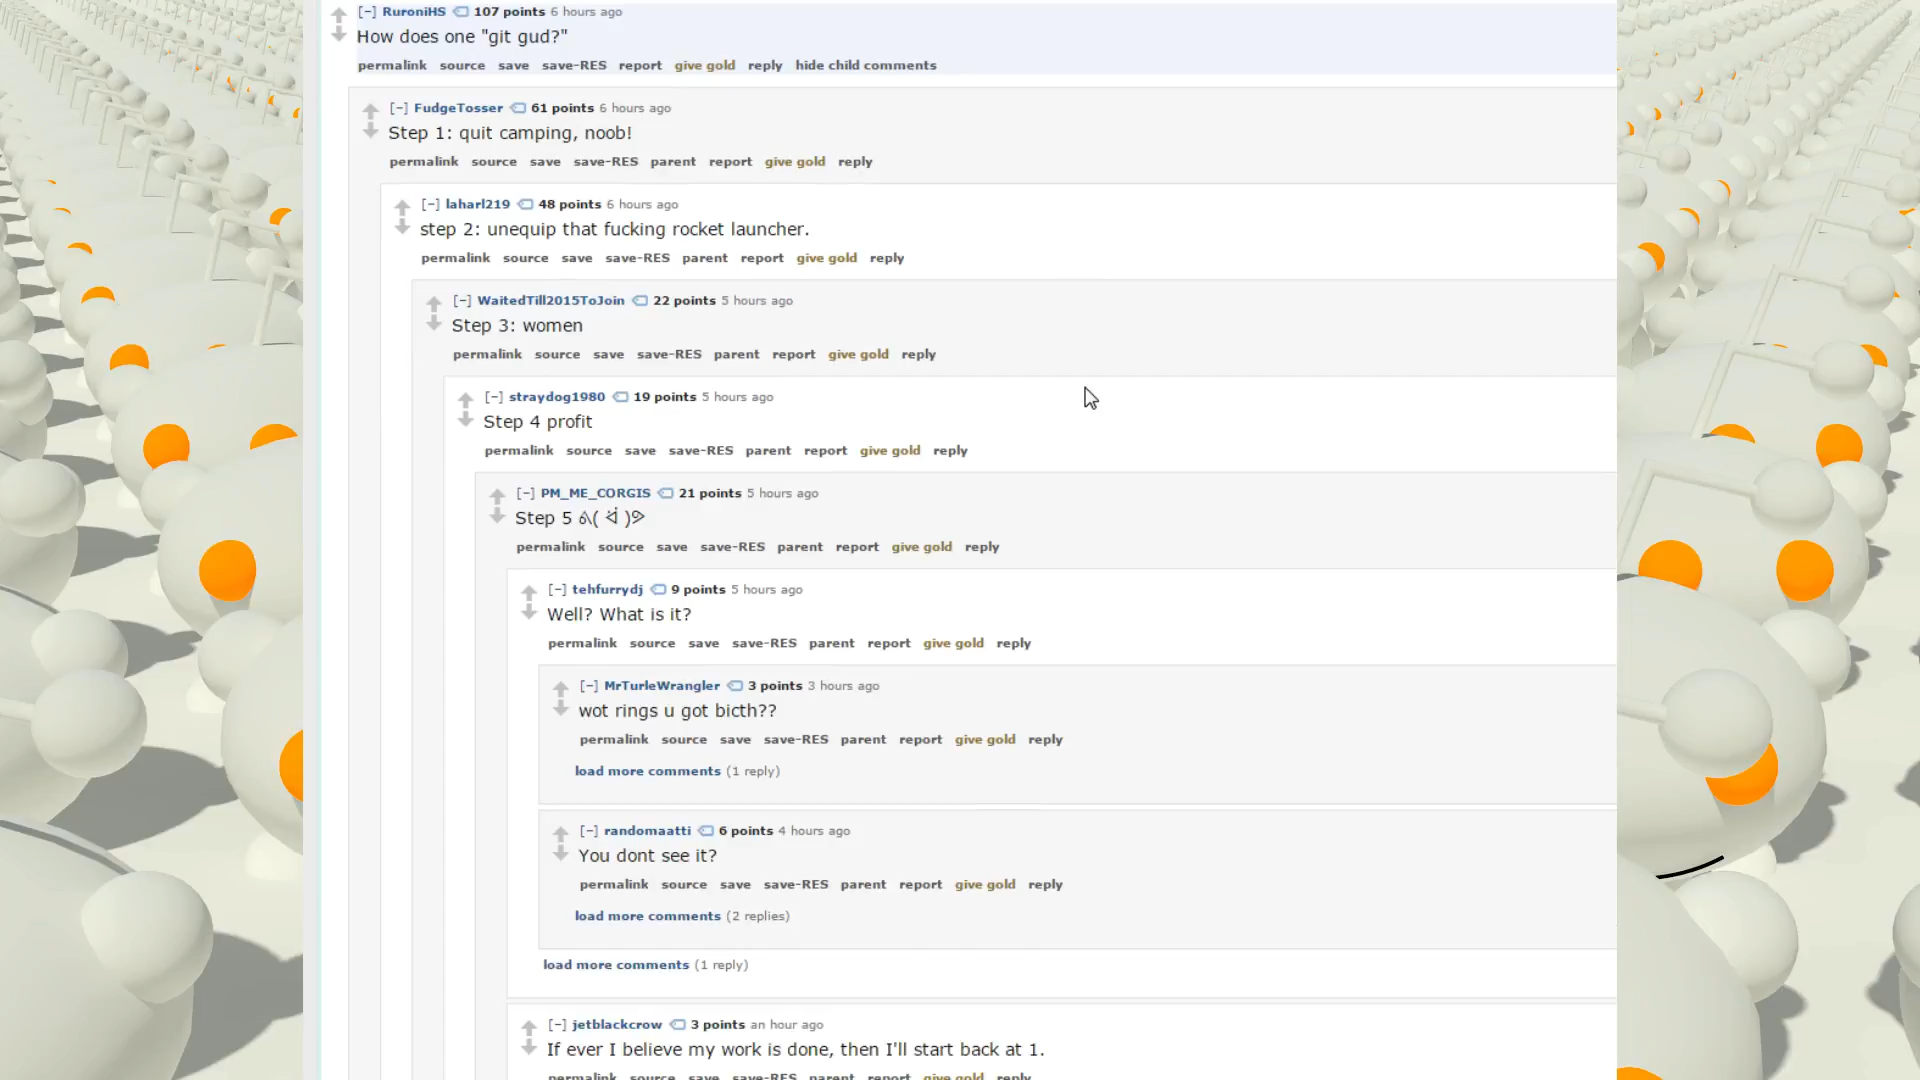 [-] RuroniHS 107 points 6 hours ago
How does one "git gud?"
permalink source save save-RES report give gold reply hide child comments
[-] FudgeTosser 61 points 6 hours ago
Step 1: quit camping, noob!
permalink source save save-RES parent report give gold reply
[-] laharl219 48 points 6 hours ago
step 2: unequip that fucking rocket launcher.
permalink source save save-RES parent report give gold reply
[-] WaitedTill2015ToJoin 22 points 5 hours ago
Step 3: women
permalink source save save-RES parent report give gold reply
[-] straydog1980 19 points 5 hours ago
Step 4 profit
permalink source save save-RES parent report give gold reply
[-] PM_ME_CORGIS 21 points 5 hours ago
Step 5
permalink source save save-RES parent report give gold reply
[-] tehfurrydj 9 points 5 hours ago
Well? What is it?
permalink source save save-RES parent report give gold reply
[-] MrTurleWrangler 3 points 3 hours ago
wot rings u got bicth??
permalink source save save-RES parent report give gold reply
load more comments (1 reply)
[-] randomaatti 6 points 4 hours ago
You dont see it?
permalink source save save-RES parent report give gold reply
load more comments (2 replies)
load more comments (1 reply)
[-] jetblackcrow 3 points an hour ago
If ever I believe my work is done, then I'll start back at 1.
permalink source save save-RES parent report give gold reply